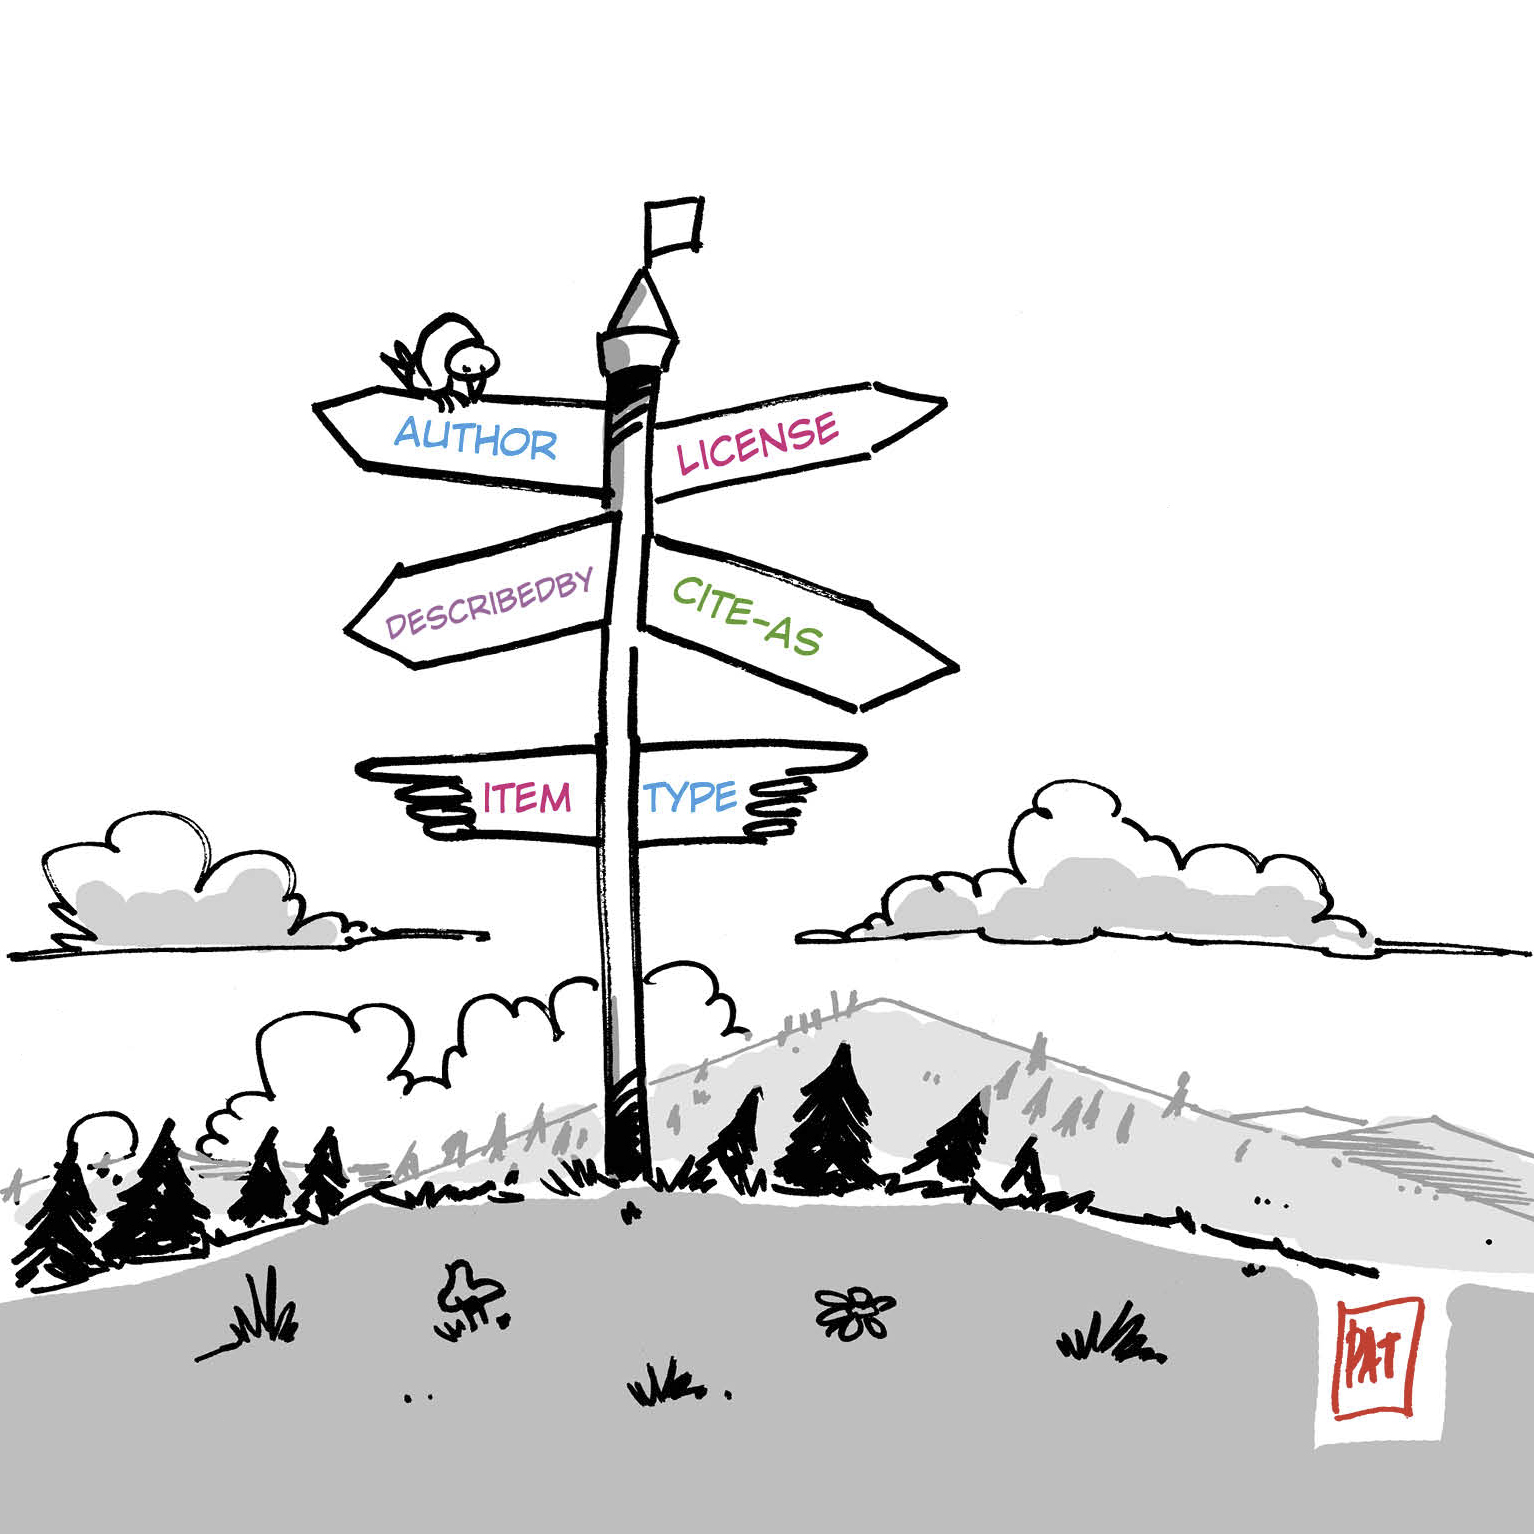 AUTHOR
LICENSE
DESCRIBEDBY
CITE-AS
ITEM
TYPE
PAT